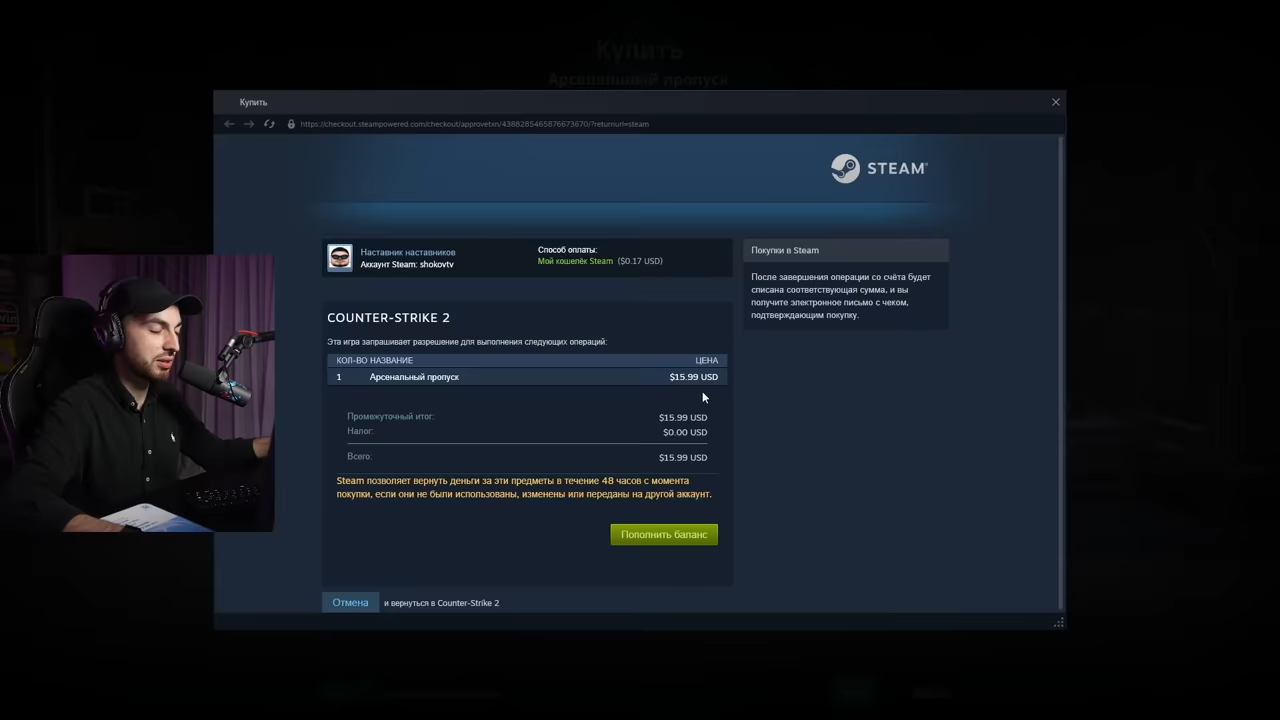 Купить
Арсенальный пропуск
Купить
https://checkout.steampowered.com/checkout/approvetxn/4388285465876673670/?returnurl=steam
STEAM
Наставник наставников
Аккаунт Steam: shokovtv
Способ оплаты:
Мой кошелёк Steam ($0.17 USD)
Покупки в Steam
После завершения операции со счёта будет
списана соответствующая сумма, и вы
получите электронное письмо с чеком,
подтверждающим покупку.
COUNTER-STRIKE 2
Эта игра запрашивает разрешение для выполнения следующих операций:
КОЛ-ВО НАЗВАНИЕ ЦЕНА
1 Арсенальный пропуск $15.99 USD
Промежуточный итог: $15.99 USD
Налог: $0.00 USD
Всего: $15.99 USD
Steam позволяет вернуть деньги за эти предметы в течение 48 часов с момента
покупки, если они не были использованы, изменены или переданы на другой аккаунт.
Пополнить баланс
Отмена и вернуться в Counter-Strike 2